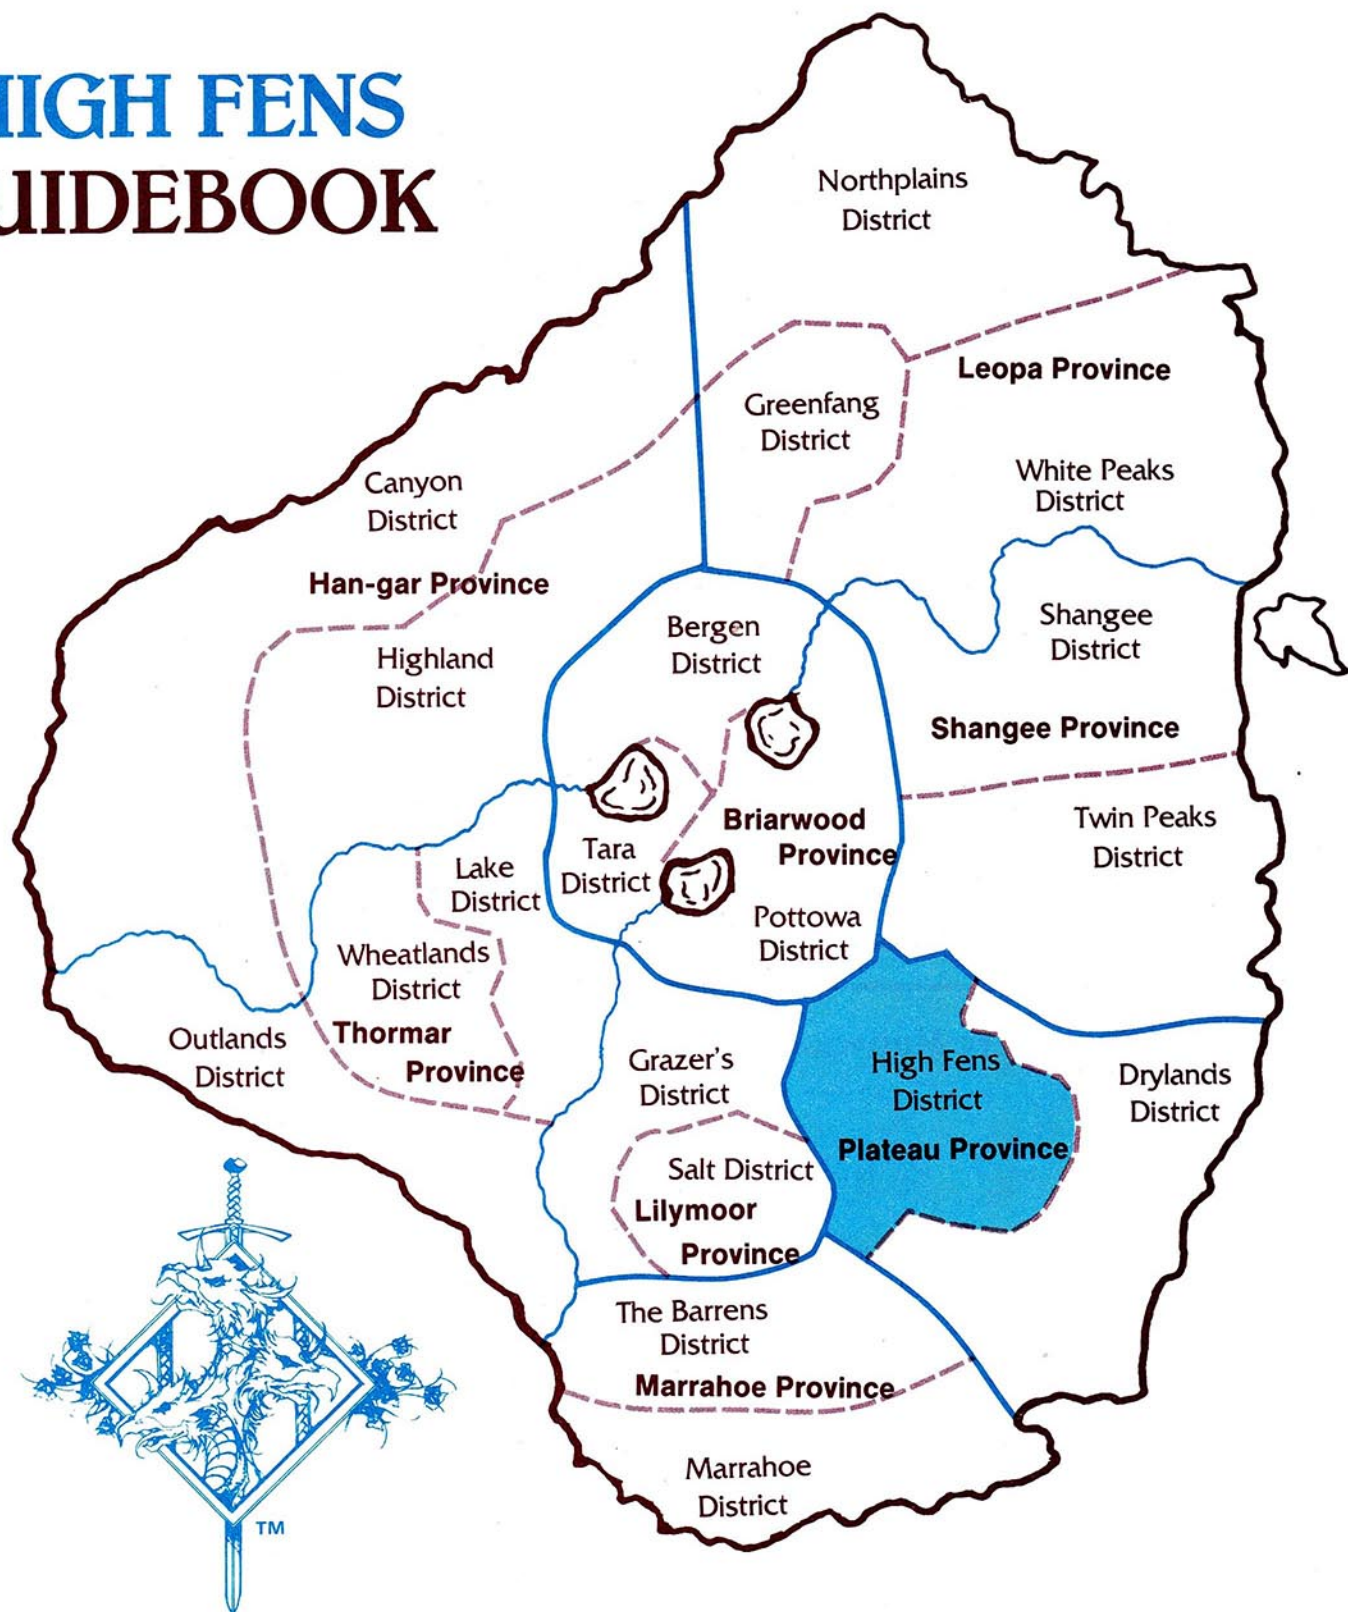 HIGH FENS
GUIDEBOOK
Northplains
District
Leopa Province
Greenfang
District
White Peaks
District
Canyon
District
Han-gar Province
Bergen
District
Shangee
District
Highland
District
Shangee Province
Briarwood
Province
Twin Peaks
District
Tara
District
Lake
District
Pottowa
District
Wheatlands
District
Thormar
Province
Outlands
District
Grazer's
District
High Fens
District
Plateau Province
Drylands
District
Salt District
Lilymoor
Province
The Barrens
District
Marrahoe Province
Marrahoe
District
TM